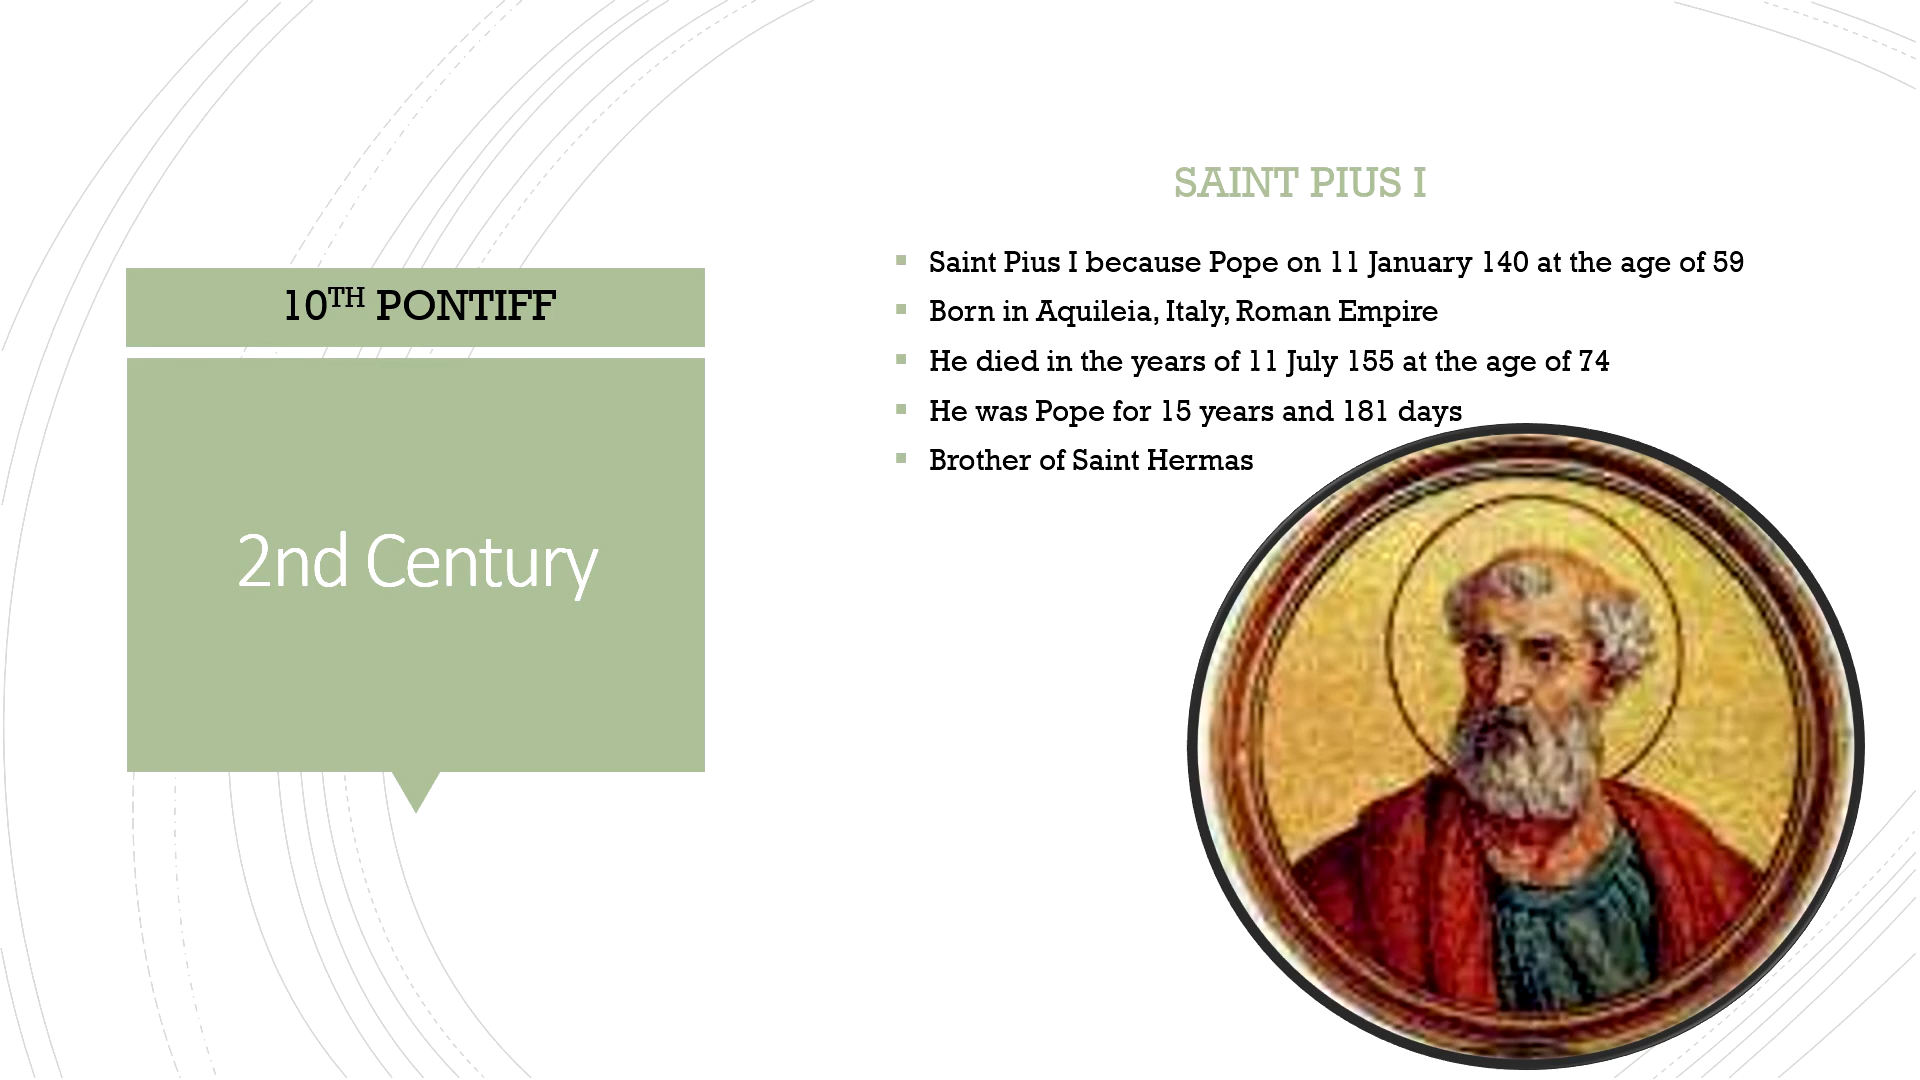 10TH PONTIFF
2nd Century
SAINT PIUS I
Saint Pius I because Pope on 11 January 140 at the age of 59
Born in Aquileia, Italy, Roman Empire
He died in the years of 11 July 155 at the age of 74
He was Pope for 15 years and 181 days
Brother of Saint Hermas